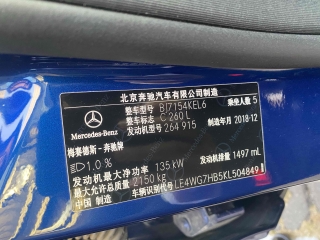 北京奔驰汽车有限公司制造
整车型号 BJ7154KEL6 乘坐人数 5
整车标志 C 260 L
发动机型号 264 915 制造年月 2018-12
Mercedes-Benz
梅赛德斯-奔驰牌
1.0 %
发动机最大净功率 135 kW 发动机排量 1497 mL
最大允许总质量 2150 kg
中国 制造 车辆识别代号 LE4WG7HB5KL504849